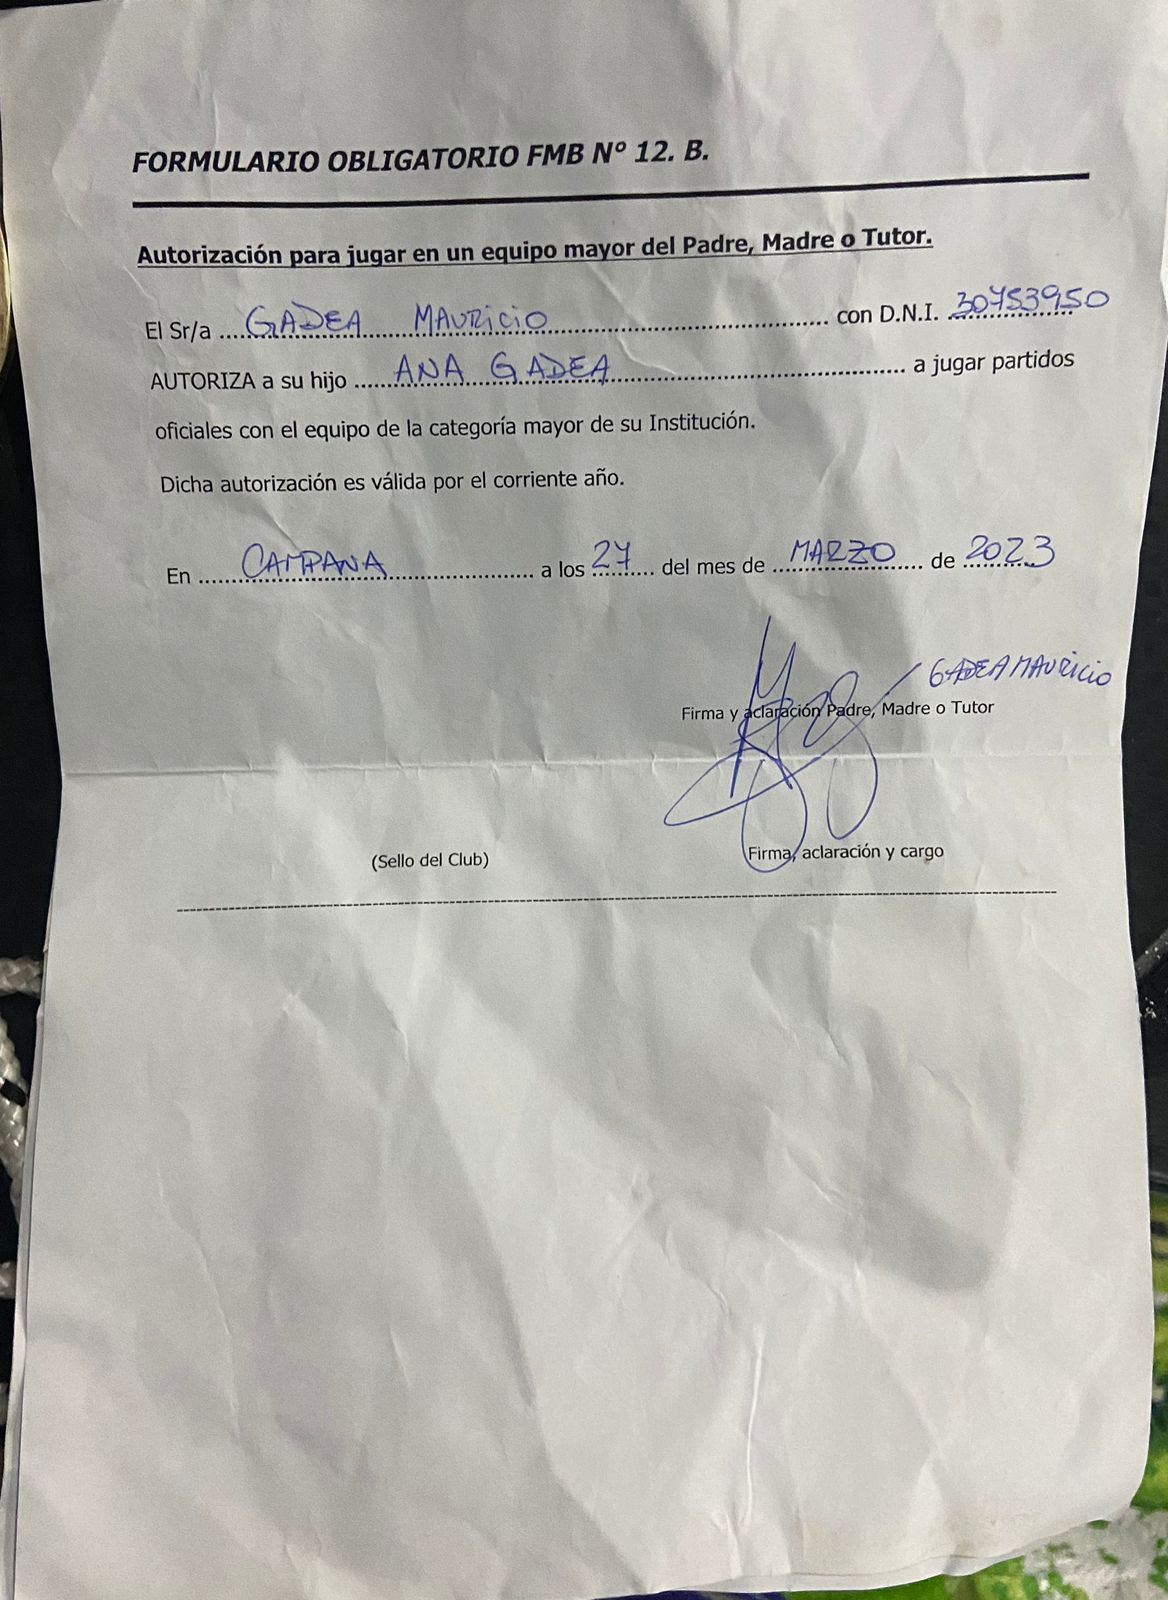 FORMULARIO OBLIGATORIO FMB Nº 12. B.
Autorización para jugar en un equipo mayor del Padre, Madre o Tutor.
El Sr/a ...GADEA MAURICIO... con D.N.I. 30753950
AUTORIZA a su hijo ...ANA GADEA... a jugar partidos
oficiales con el equipo de la categoría mayor de su Institución.
Dicha autorización es válida por el corriente año.
En ...CAMPANA... a los 27 del mes de MARZO de 2023
GADEA MAURICIO
Firma y aclaración Padre, Madre o Tutor
(Sello del Club) Firma, aclaración y cargo